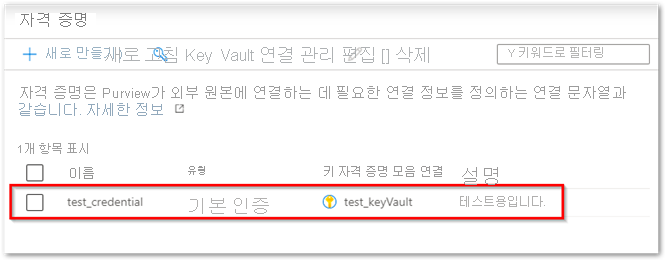 자격 증명
+ 새로 만들기 새로 고침 Key Vault 연결 관리 편집 [] 삭제
Y 키워드로 필터링
자격 증명은 Purview가 외부 원본에 연결하는 데 필요한 연결 정보를 정의하는 연결 문자열과
같습니다. 자세한 정보
1개 항목 표시
이름 유형 키 자격 증명 모음 연결 설명
test_credential 기본 인증 test_keyVault 테스트용입니다.